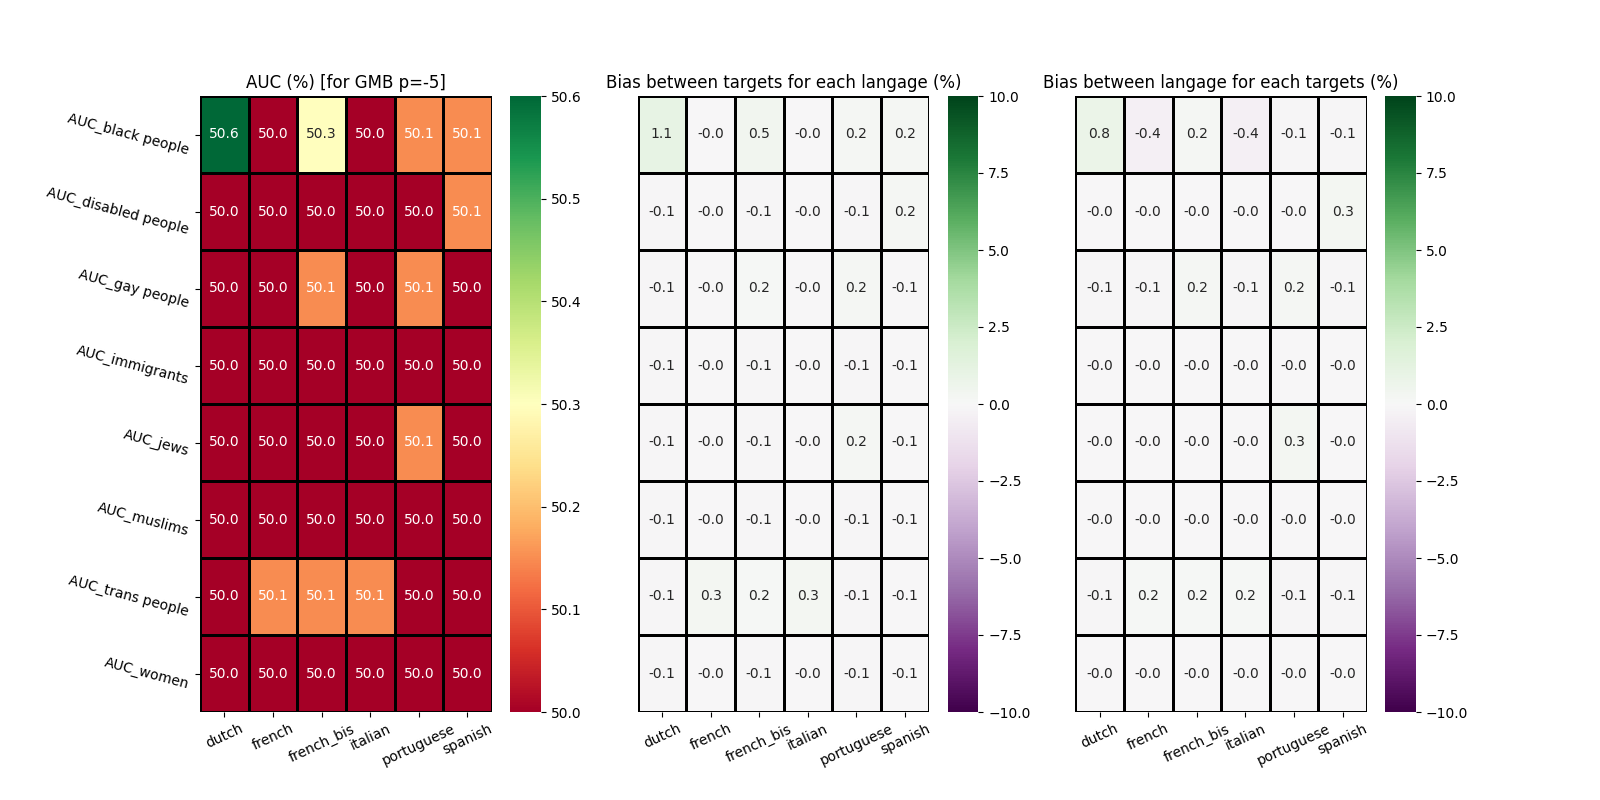 AUC (%) [for GMB p=-5]
AUC_black people 50.6 50.0 50.3 50.0 50.1 50.1
AUC_disabled people 50.0 50.0 50.0 50.0 50.0 50.1
AUC_gay people 50.0 50.0 50.1 50.0 50.1 50.0
AUC_immigrants 50.0 50.0 50.0 50.0 50.0 50.0
AUC_jews 50.0 50.0 50.0 50.0 50.1 50.0
AUC_muslims 50.0 50.0 50.0 50.0 50.0 50.0
AUC_trans people 50.0 50.1 50.1 50.1 50.0 50.0
AUC_women 50.0 50.0 50.0 50.0 50.0 50.0
dutch french french_bis italian portuguese spanish
50.6
50.5
50.4
50.3
50.2
50.1
50.0
Bias between targets for each langage (%)
1.1 -0.0 0.5 -0.0 0.2 0.2
-0.1 -0.0 -0.1 -0.0 -0.1 0.2
-0.1 -0.0 0.2 -0.0 0.2 -0.1
-0.1 -0.0 -0.1 -0.0 -0.1 -0.1
-0.1 -0.0 -0.1 -0.0 0.2 -0.1
-0.1 -0.0 -0.1 -0.0 -0.1 -0.1
-0.1 0.3 0.2 0.3 -0.1 -0.1
-0.1 -0.0 -0.1 -0.0 -0.1 -0.1
dutch french french_bis italian portuguese spanish
10.0
7.5
5.0
2.5
0.0
−2.5
−5.0
−7.5
−10.0
Bias between langage for each targets (%)
0.8 -0.4 0.2 -0.4 -0.1 -0.1
-0.0 -0.0 -0.0 -0.0 -0.0 0.3
-0.1 -0.1 0.2 -0.1 0.2 -0.1
-0.0 -0.0 -0.0 -0.0 -0.0 -0.0
-0.0 -0.0 -0.0 -0.0 0.3 -0.0
-0.0 -0.0 -0.0 -0.0 -0.0 -0.0
-0.1 0.2 0.2 0.2 -0.1 -0.1
-0.0 -0.0 -0.0 -0.0 -0.0 -0.0
dutch french french_bis italian portuguese spanish
10.0
7.5
5.0
2.5
0.0
−2.5
−5.0
−7.5
−10.0